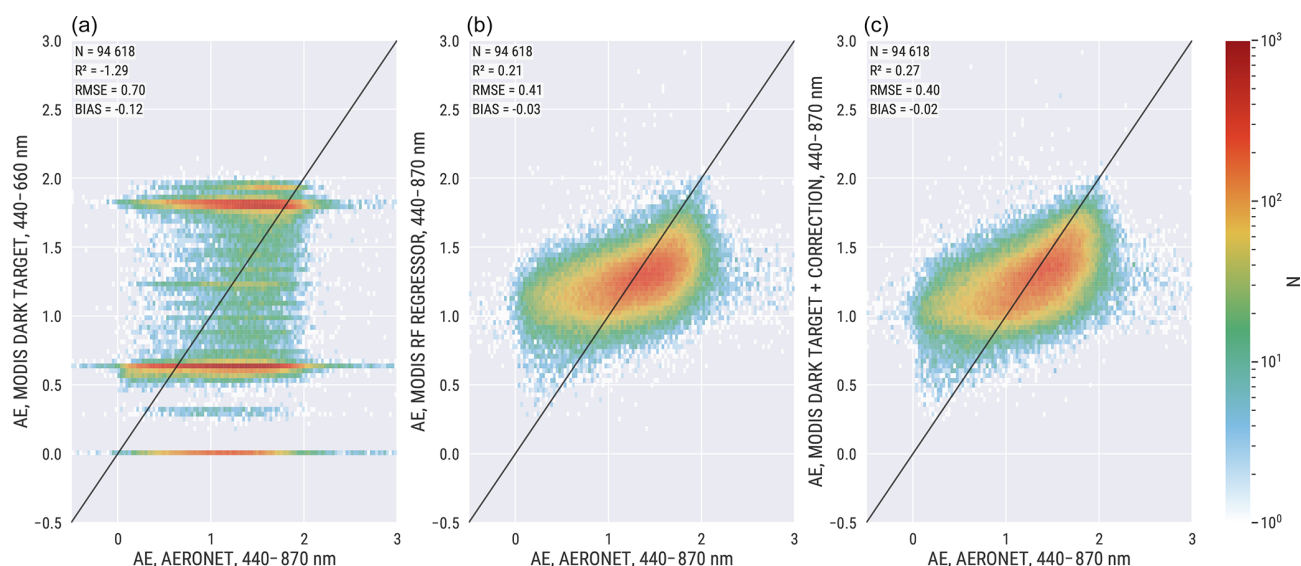 (a)
N = 94 618
R² = -1.29
RMSE = 0.70
BIAS = -0.12
3.0
2.5
2.0
1.5
1.0
0.5
0.0
−0.5
AE, MODIS DARK TARGET, 440−660 nm
0 1 2 3
AE, AERONET, 440−870 nm
(b)
N = 94 618
R² = 0.21
RMSE = 0.41
BIAS = -0.03
3.0
2.5
2.0
1.5
1.0
0.5
0.0
−0.5
AE, MODIS RF REGRESSOR, 440−870 nm
0 1 2 3
AE, AERONET, 440−870 nm
(c)
N = 94 618
R² = 0.27
RMSE = 0.40
BIAS = -0.02
3.0
2.5
2.0
1.5
1.0
0.5
0.0
−0.5
AE, MODIS DARK TARGET + CORRECTION, 440−870 nm
0 1 2 3
AE, AERONET, 440−870 nm
10³
10²
10¹
10⁰
N